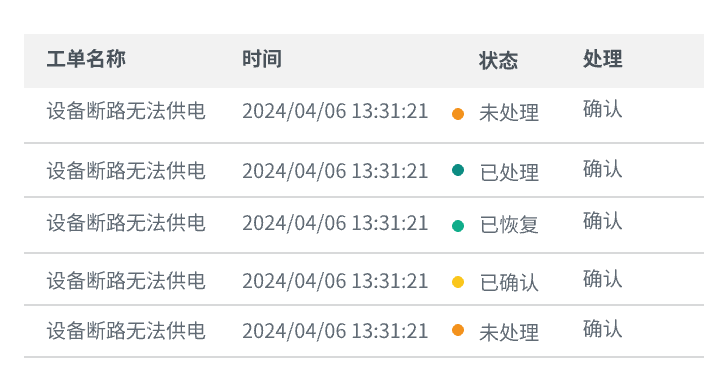 工单名称 时间 状态 处理
设备断路无法供电 2024/04/06 13:31:21 未处理 确认
设备断路无法供电 2024/04/06 13:31:21 已处理 确认
设备断路无法供电 2024/04/06 13:31:21 已恢复 确认
设备断路无法供电 2024/04/06 13:31:21 已确认 确认
设备断路无法供电 2024/04/06 13:31:21 未处理 确认